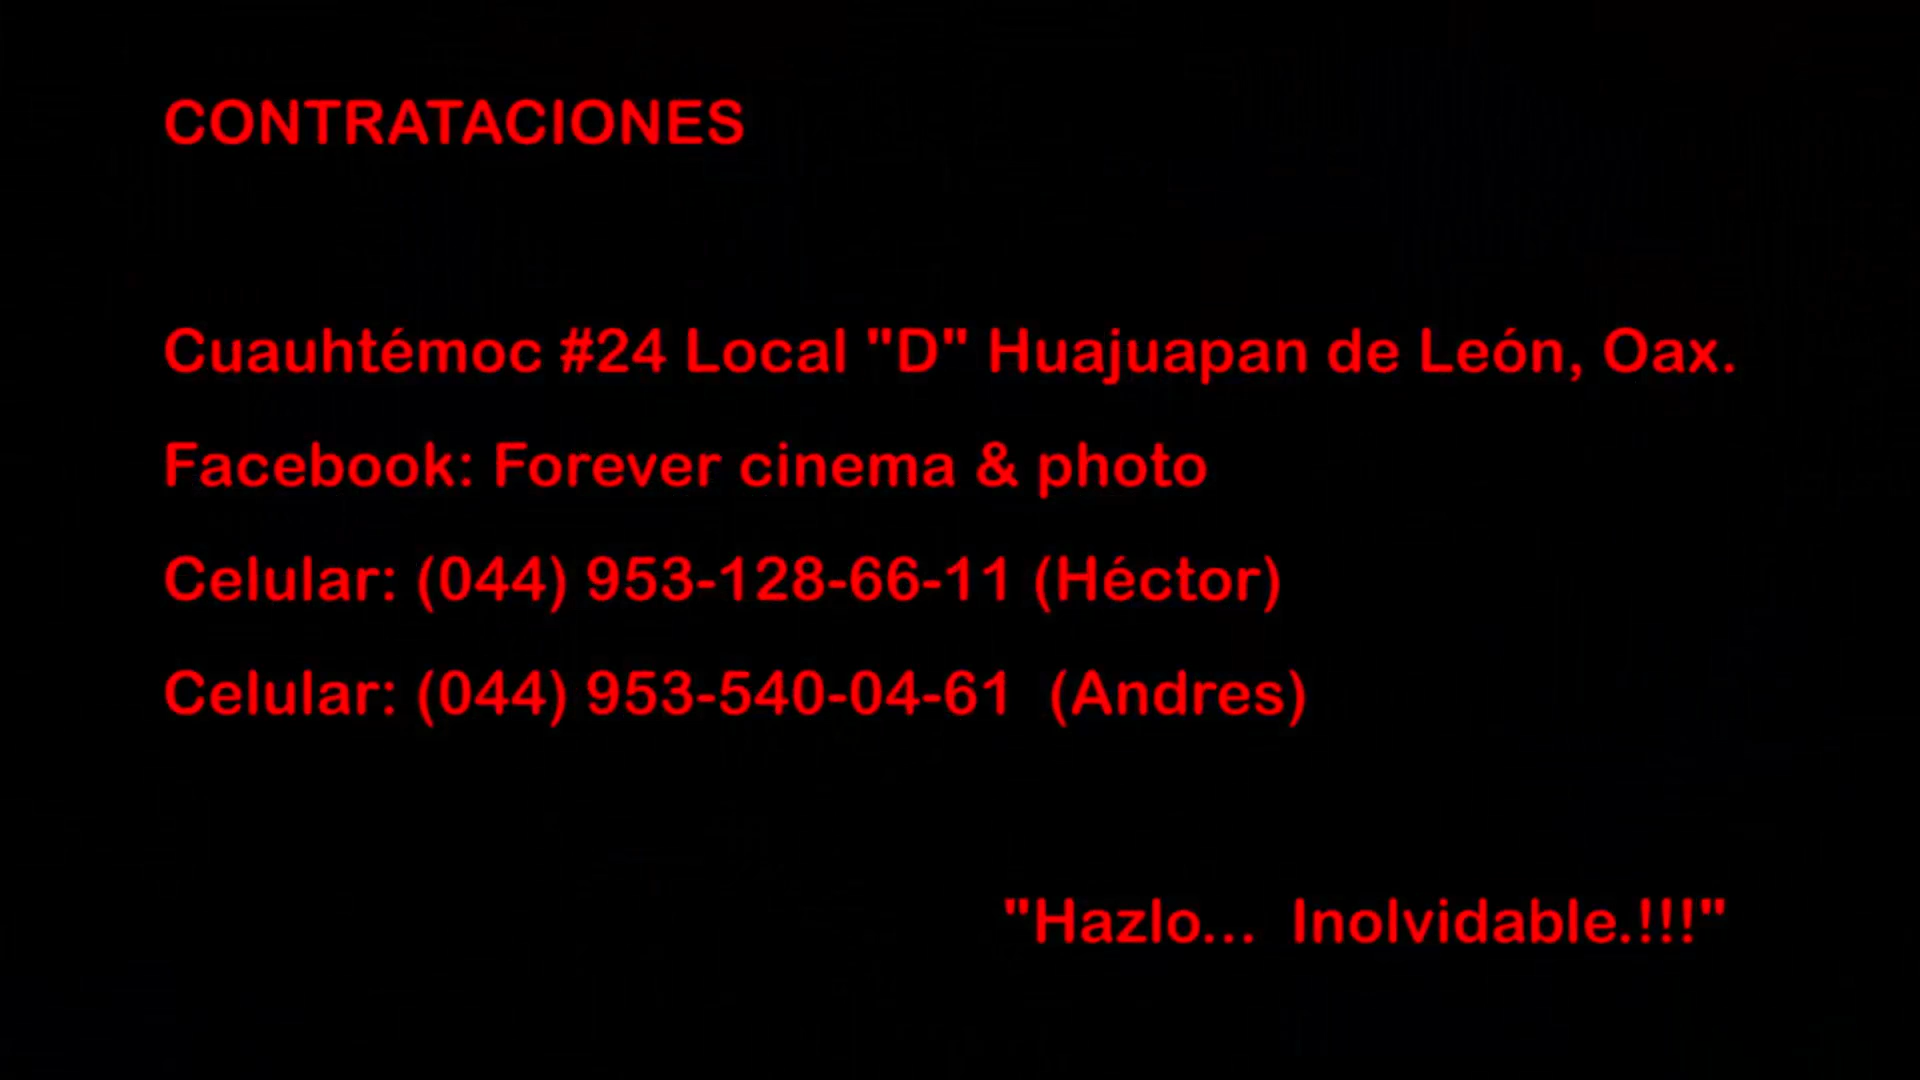 CONTRATACIONES
Cuauhtémoc #24 Local "D" Huajuapan de León, Oax.
Facebook: Forever cinema & photo
Celular: (044) 953-128-66-11 (Héctor)
Celular: (044) 953-540-04-61  (Andres)
"Hazlo...  Inolvidable.!!!"